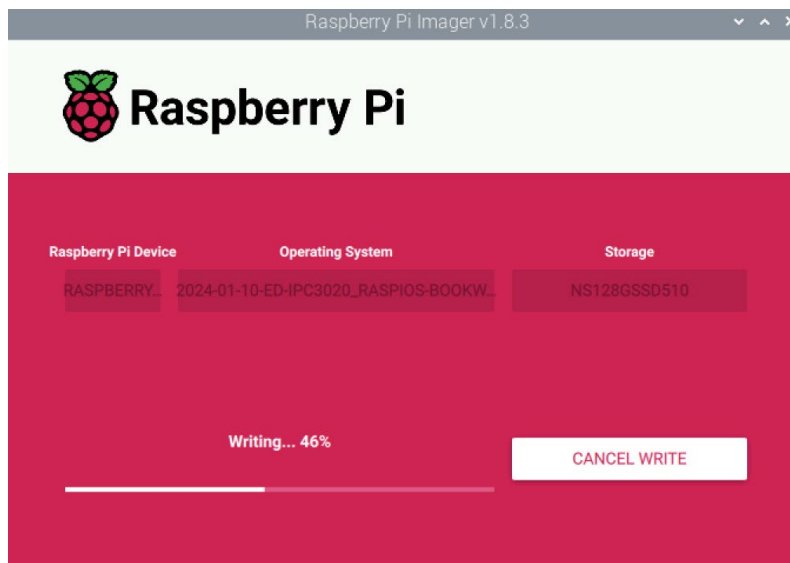 Raspberry Pi Imager v1.8.3
Raspberry Pi
Raspberry Pi Device
Operating System
Storage
RASPBERRY...
2024-01-10-ED-IPC3020_RASPIOS-BOOKW...
NS128GSSD510
Writing... 46%
CANCEL WRITE